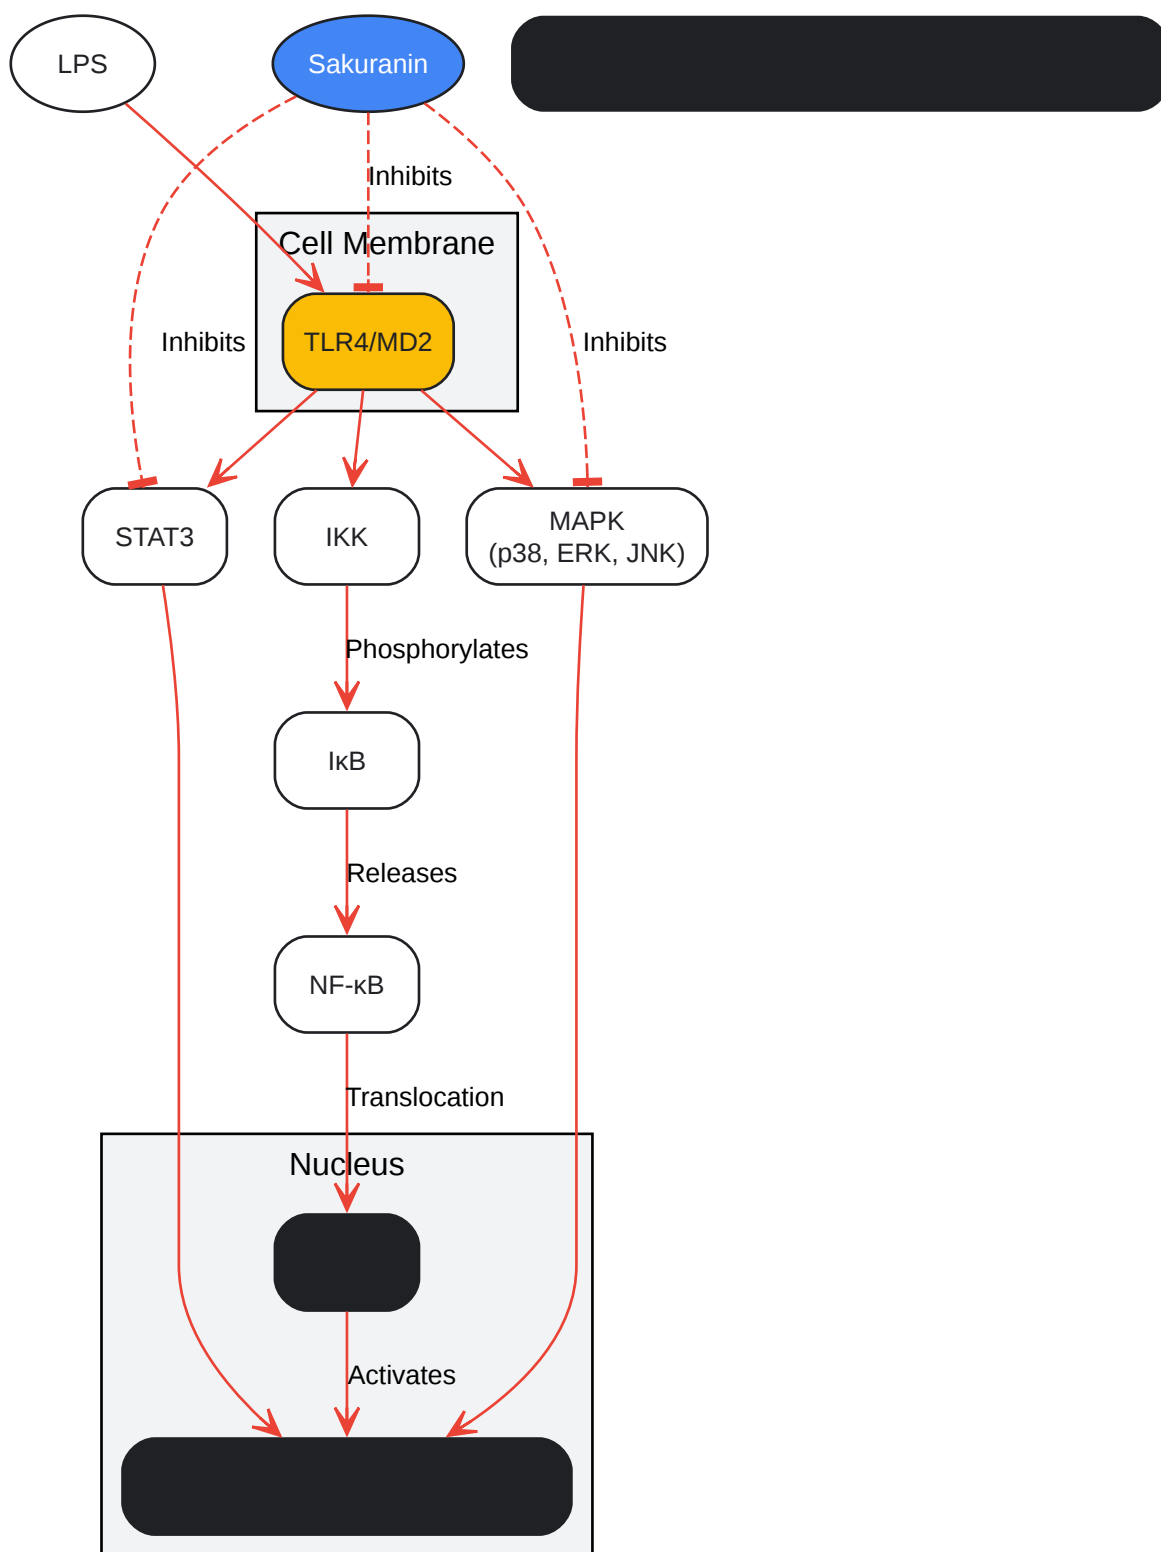 LPS
Sakuranin
Inhibits
Cell Membrane
Inhibits
TLR4/MD2
Inhibits
STAT3
IKK
MAPK
(p38, ERK, JNK)
Phosphorylates
IκB
Releases
NF-κB
Translocation
Nucleus
Activates